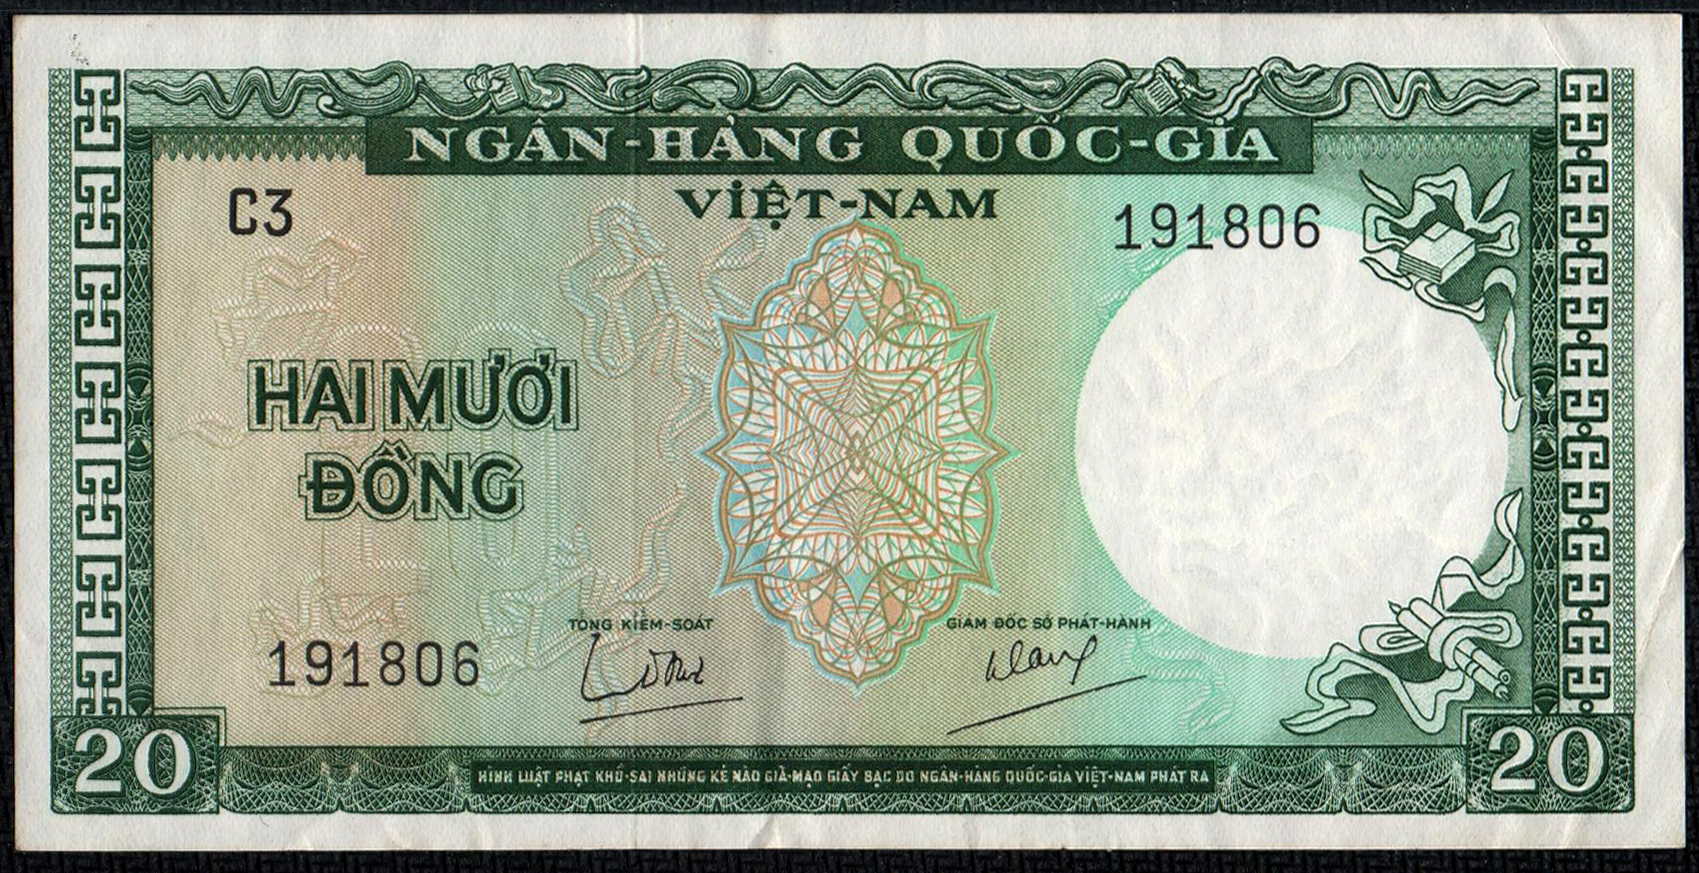 NGÂN-HÀNG QUỐC-GIA
VIỆT-NAM
C3
191806
HAI MƯƠI
ĐỒNG
TỔNG KIỂM-SOÁT
GIÁM ĐỐC SỞ PHÁT-HÀNH
191806
20
HÌNH LUẬT PHẠT KHỔ-SAI NHỮNG KẺ NÀO GIẢ-MẠO GIẤY BẠC DO NGÂN-HÀNG QUỐC-GIA VIỆT-NAM PHÁT RA
20